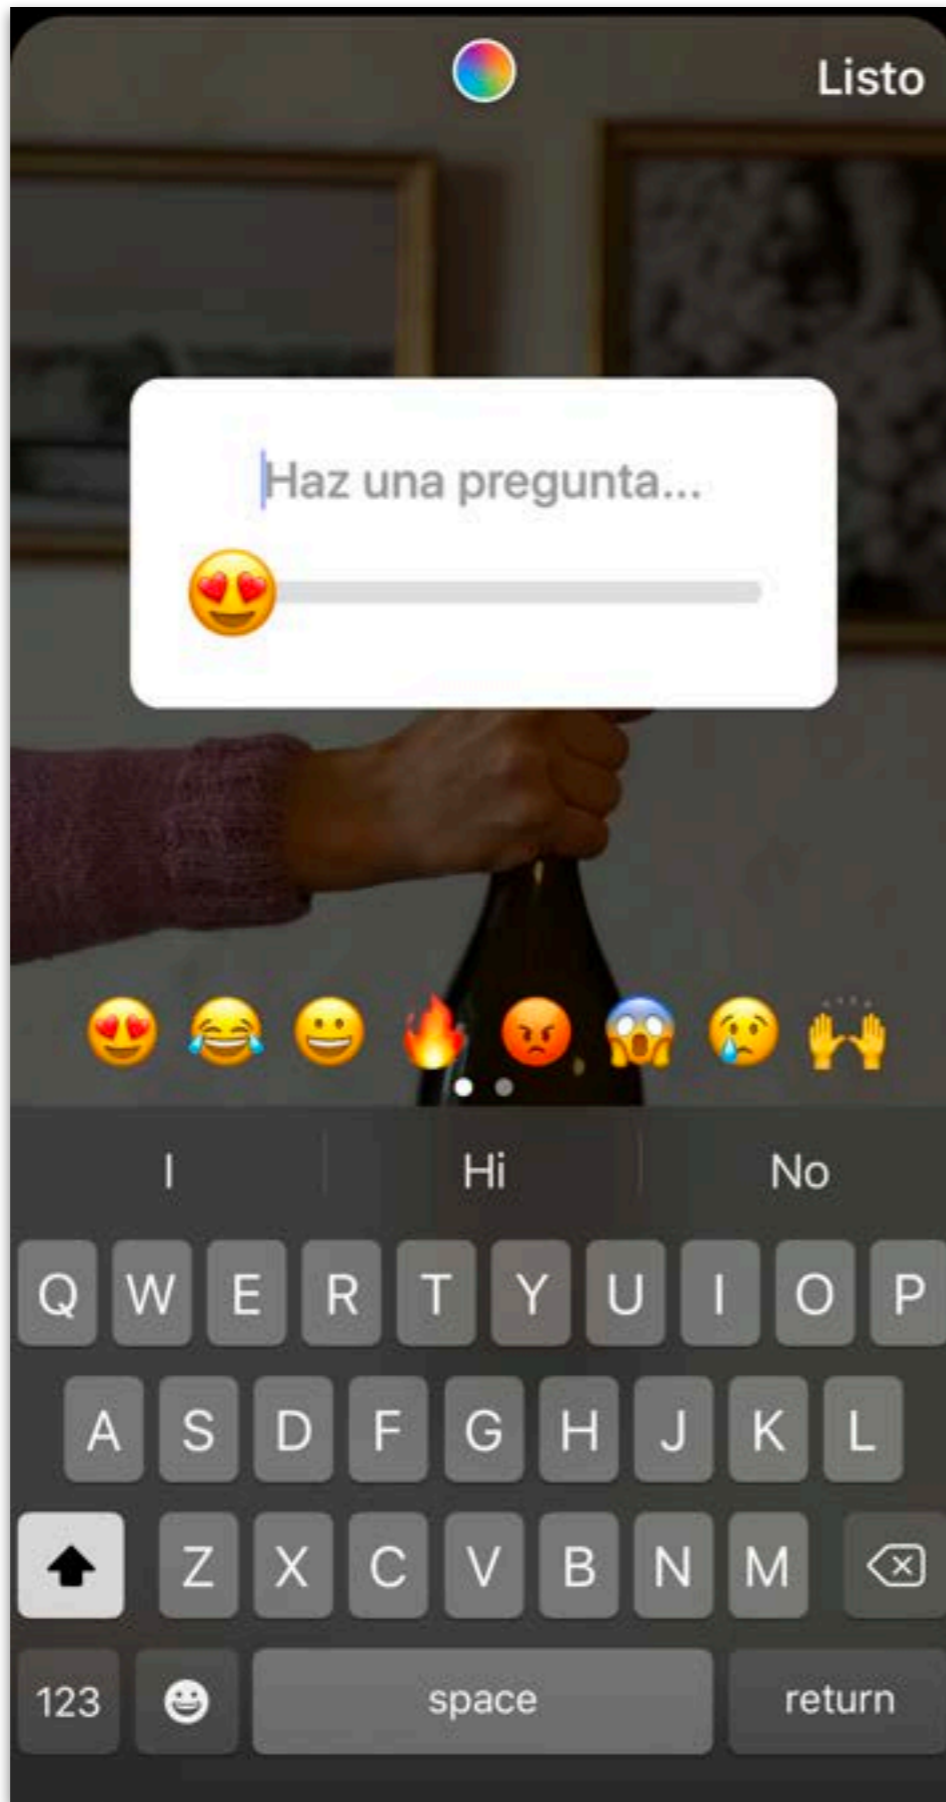 Listo
Haz una pregunta...
I Hi No
Q W E R T Y U I O P
A S D F G H J K L
Z X C V B N M
123 space return